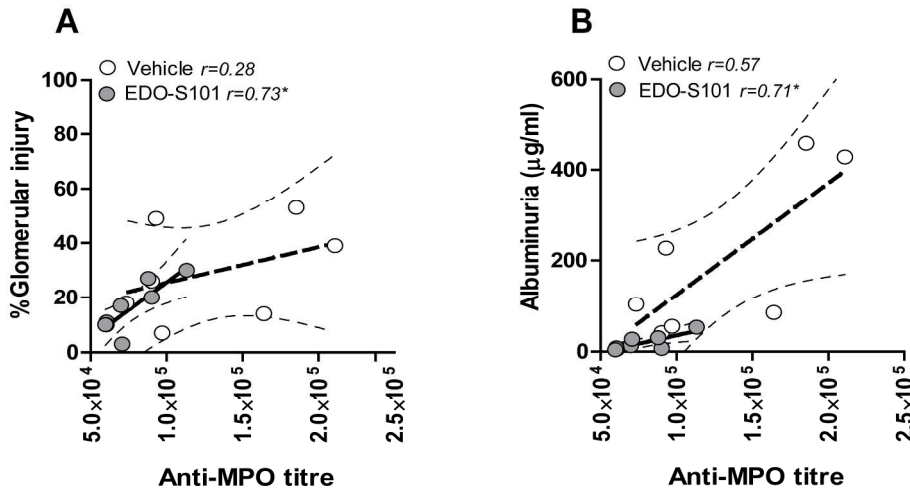 A
Vehicle r=0.28
EDO-S101 r=0.73*
100
80
60
40
20
0
%Glomerular injury
5.0×10⁴
1.0×10⁵
1.5×10⁵
2.0×10⁵
2.5×10⁵
Anti-MPO titre
B
Vehicle r=0.57
EDO-S101 r=0.71*
600
400
200
0
Albuminuria (μg/ml)
5.0×10⁴
1.0×10⁵
1.5×10⁵
2.0×10⁵
2.5×10⁵
Anti-MPO titre